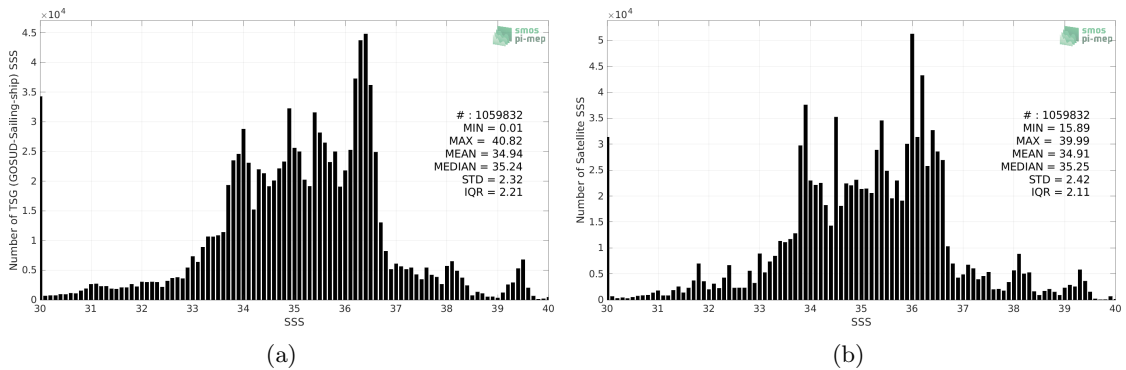 ×10⁴
Number of TSG (GOSUD-Sailing-ship) SSS
4.5
4
3.5
3
2.5
2
1.5
1
0.5
0
smos
pi-mep
# : 1059832
MIN = 0.01
MAX = 40.82
MEAN = 34.94
MEDIAN = 35.24
STD = 2.32
IQR = 2.21
30 31 32 33 34 35 36 37 38 39 40
SSS
(a)
×10⁴
Number of Satellite SSS
5
4.5
4
3.5
3
2.5
2
1.5
1
0.5
0
smos
pi-mep
# : 1059832
MIN = 15.89
MAX = 39.99
MEAN = 34.91
MEDIAN = 35.25
STD = 2.42
IQR = 2.11
30 31 32 33 34 35 36 37 38 39 40
SSS
(b)